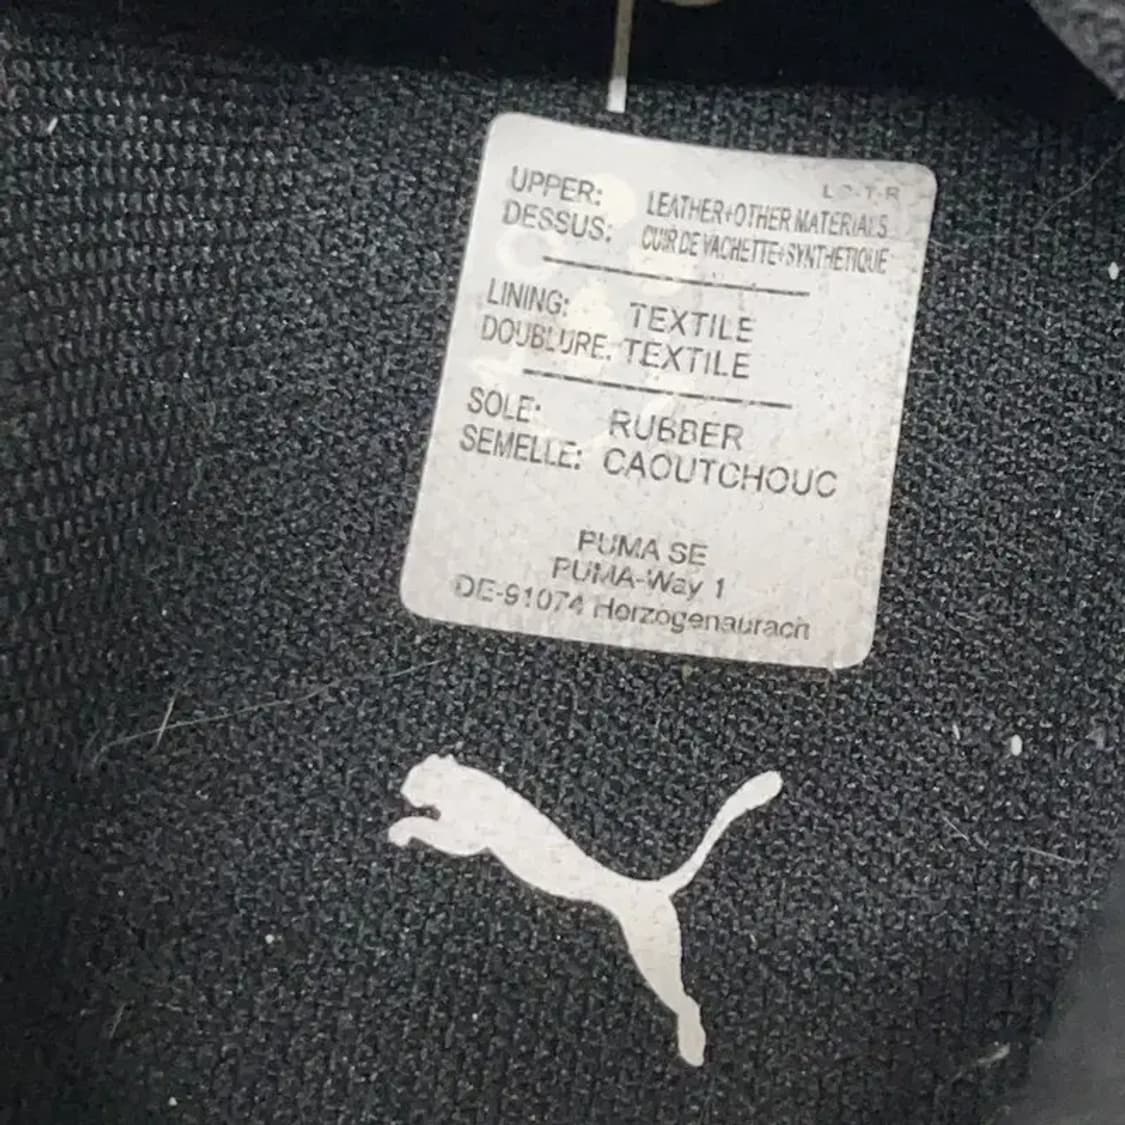 UPPER: LEATHER+OTHER MATERIALS
DESSUS: CUIR DE VACHETTE+SYNTHETIQUE
LINING: TEXTILE
DOUBLURE: TEXTILE
SOLE: RUBBER
SEMELLE: CAOUTCHOUC
PUMA SE
PUMA-Way 1
DE-91074 Herzogenaurach